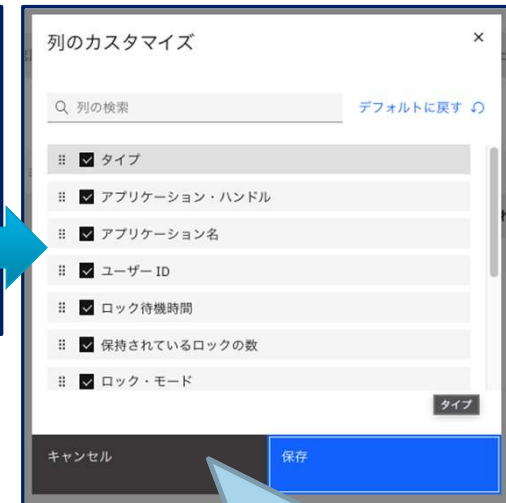 列のカスタマイズ
列の検索
デフォルトに戻す
タイプ
アプリケーション・ハンドル
アプリケーション名
ユーザー ID
ロック待機時間
保持されているロックの数
ロック・モード
タイプ
キャンセル
保存